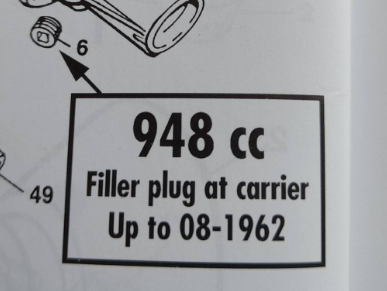 6
948 cc
Filler plug at carrier
Up to 08-1962
49